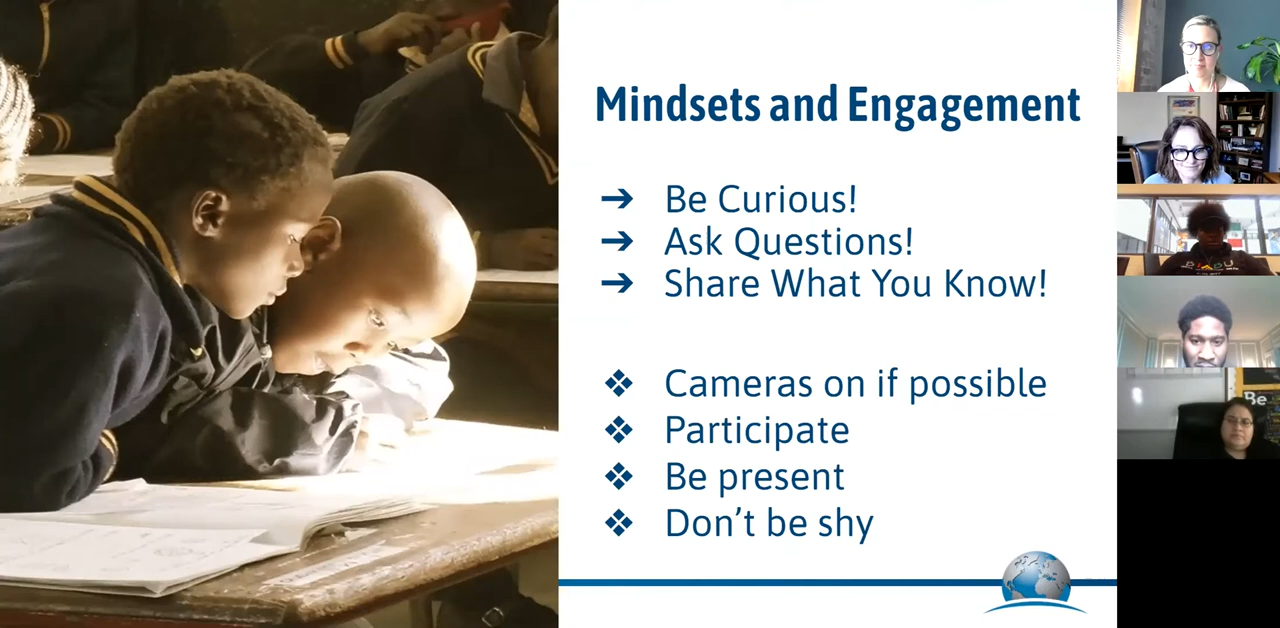 Mindsets and Engagement
➔ Be Curious!
➔ Ask Questions!
➔ Share What You Know!
❖ Cameras on if possible
❖ Participate
❖ Be present
❖ Don’t be shy
Be